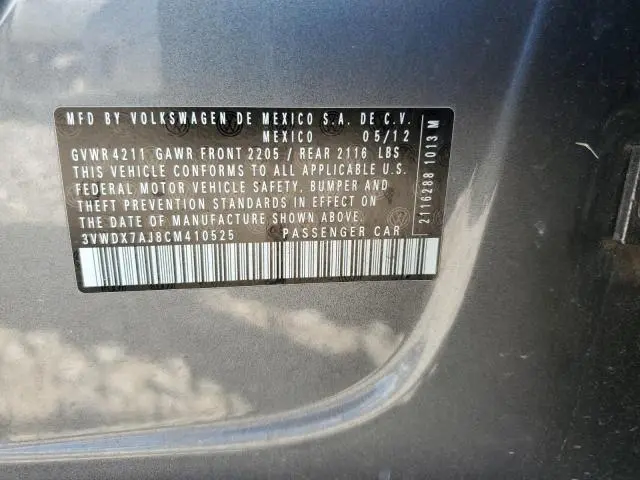 MFD BY VOLKSWAGEN DE MEXICO S.A. DE C.V.
MEXICO 05/12
GVWR 4211 GAWR FRONT 2205 / REAR 2116 LBS
THIS VEHICLE CONFORMS TO ALL APPLICABLE U.S.
FEDERAL MOTOR VEHICLE SAFETY, BUMPER AND
THEFT PREVENTION STANDARDS IN EFFECT ON
THE DATE OF MANUFACTURE SHOWN ABOVE.
3VWDX7AJ8CM410525 PASSENGER CAR
2116288 1013 M